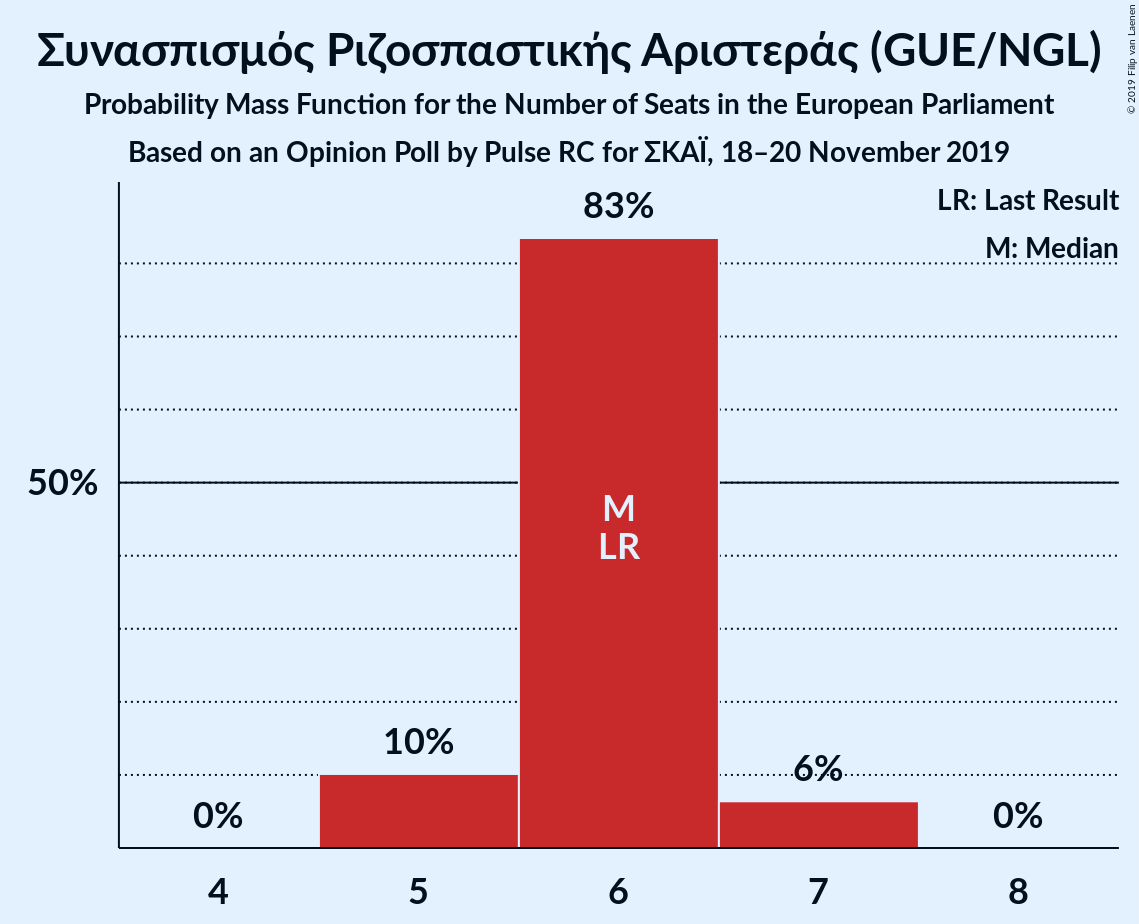 Συνασπισμός Ριζοσπαστικής Αριστεράς (GUE/NGL)
Probability Mass Function for the Number of Seats in the European Parliament
Based on an Opinion Poll by Pulse RC for ΣΚΑΪ, 18–20 November 2019
© 2019 Filip van Laenen
LR: Last Result
M: Median
83%
50%
M
LR
10%
6%
0%
0%
4 5 6 7 8